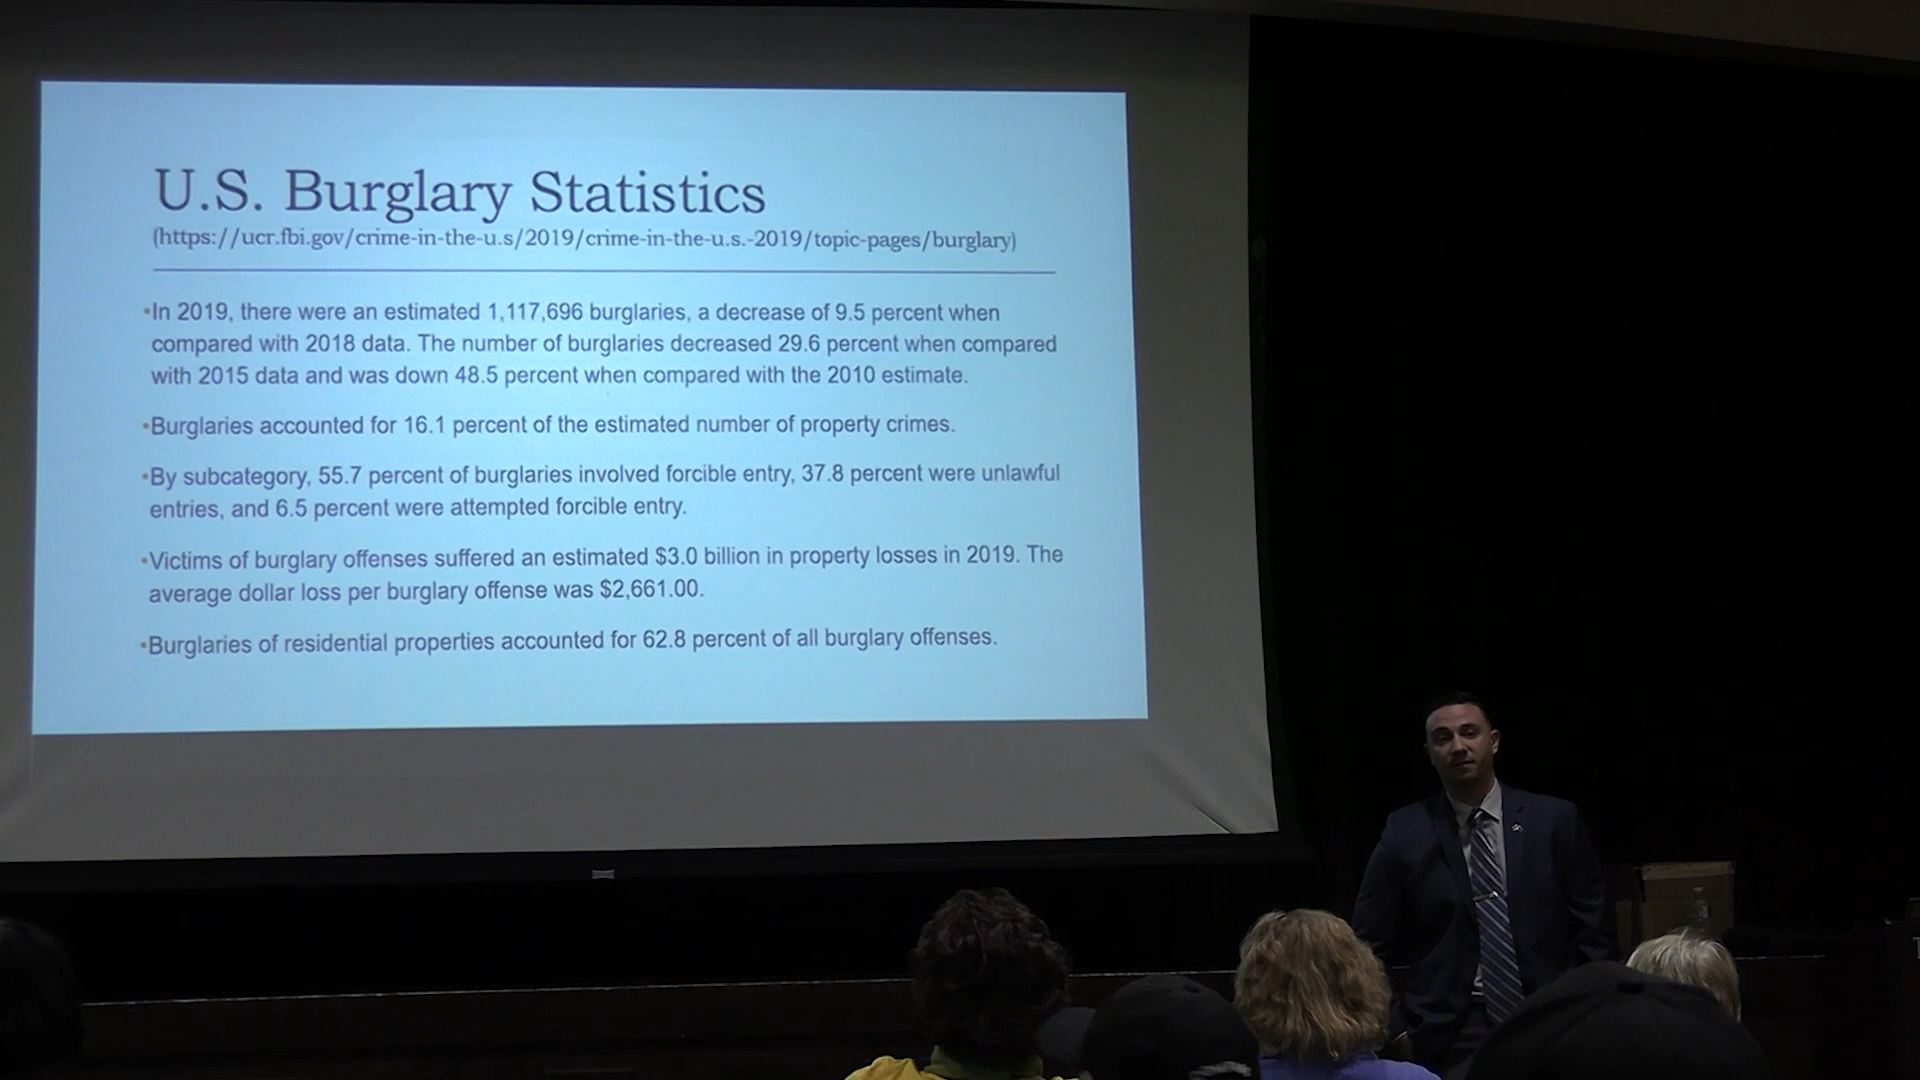 U.S. Burglary Statistics
(https://ucr.fbi.gov/crime-in-the-u.s/2019/crime-in-the-u.s.-2019/topic-pages/burglary)
•In 2019, there were an estimated 1,117,696 burglaries, a decrease of 9.5 percent when
compared with 2018 data. The number of burglaries decreased 29.6 percent when compared
with 2015 data and was down 48.5 percent when compared with the 2010 estimate.
•Burglaries accounted for 16.1 percent of the estimated number of property crimes.
•By subcategory, 55.7 percent of burglaries involved forcible entry, 37.8 percent were unlawful
entries, and 6.5 percent were attempted forcible entry.
•Victims of burglary offenses suffered an estimated $3.0 billion in property losses in 2019. The
average dollar loss per burglary offense was $2,661.00.
•Burglaries of residential properties accounted for 62.8 percent of all burglary offenses.